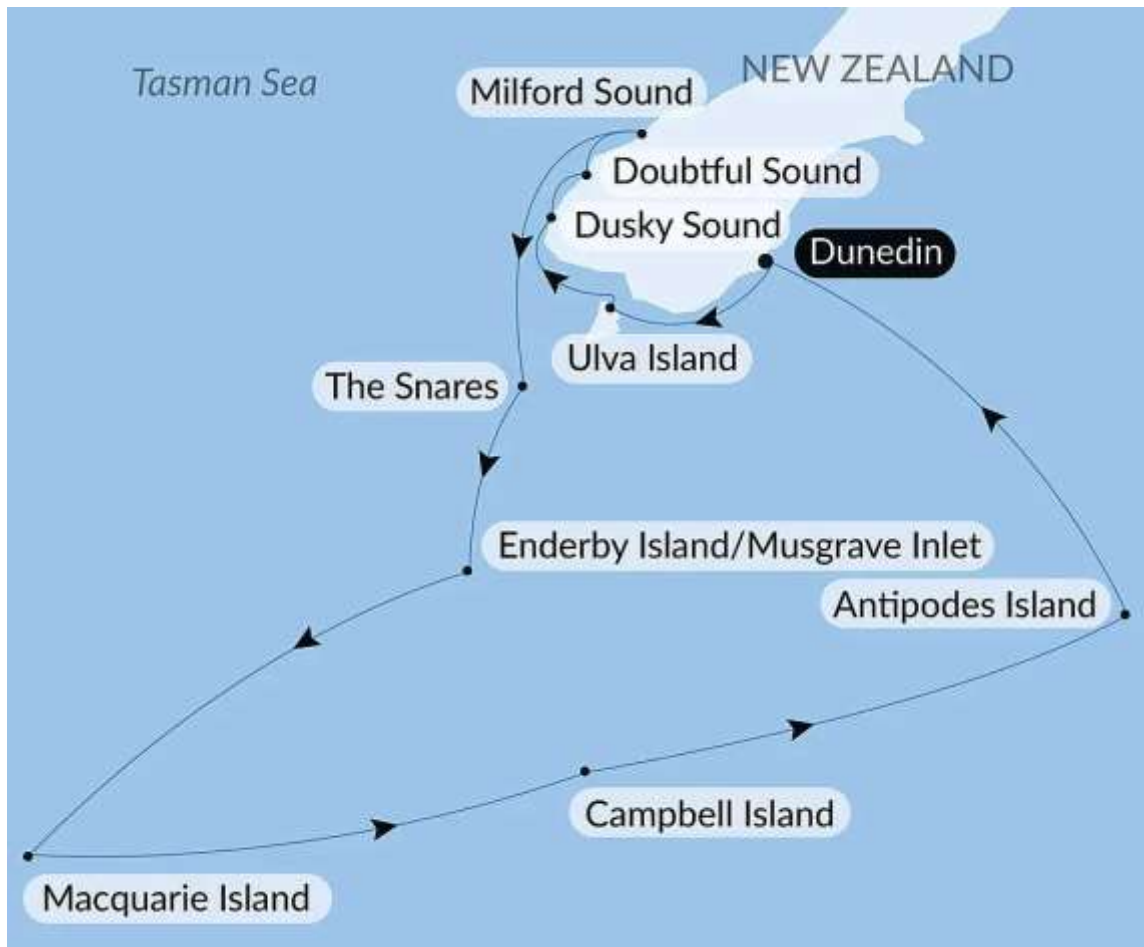 Tasman Sea
NEW ZEALAND
Milford Sound
Doubtful Sound
Dusky Sound
Dunedin
Ulva Island
The Snares
Enderby Island/Musgrave Inlet
Antipodes Island
Campbell Island
Macquarie Island